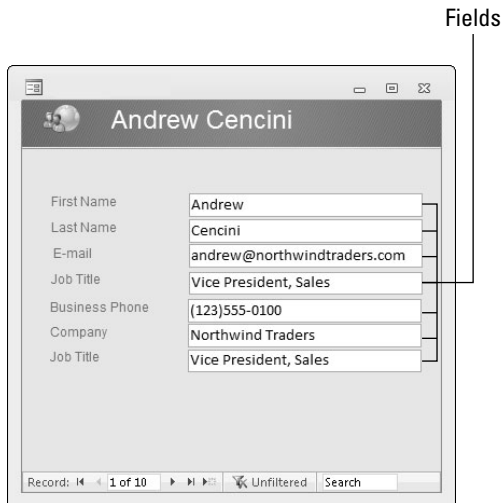 Fields
Andrew Cencini
First Name Andrew
Last Name Cencini
E-mail andrew@northwindtraders.com
Job Title Vice President, Sales
Business Phone (123)555-0100
Company Northwind Traders
Job Title Vice President, Sales
Record: 1 of 10 Unfiltered Search